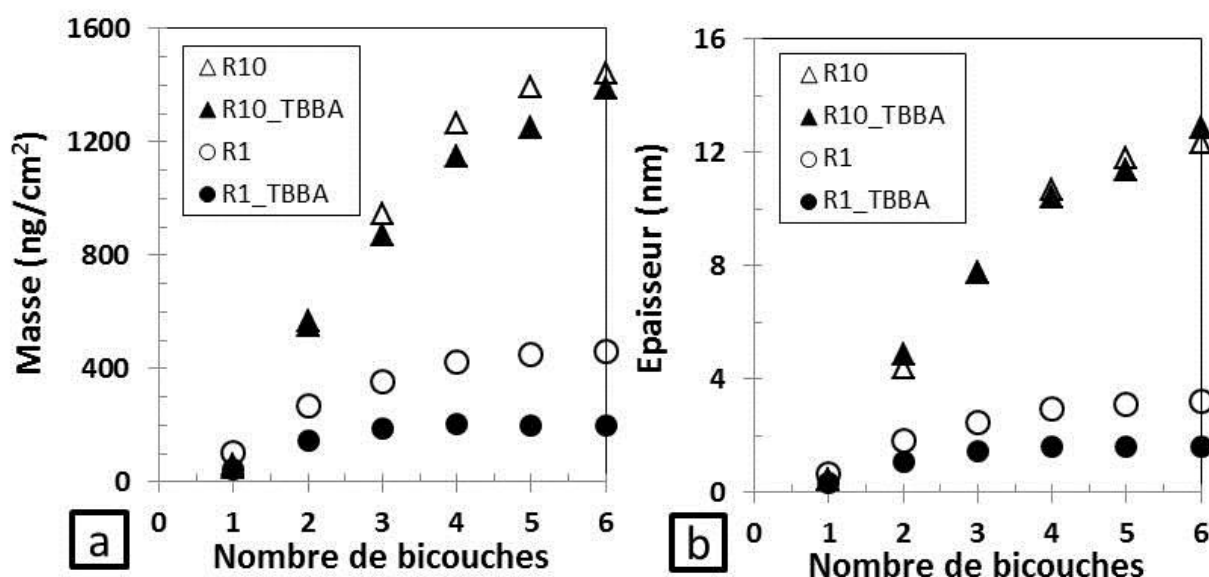 1600
1200
800
400
0
Masse (ng/cm²)
△ R10
▲ R10_TBBA
○ R1
● R1_TBBA
0 1 2 3 4 5 6
Nombre de bicouches
a
16
12
8
4
0
Epaisseur (nm)
△ R10
▲ R10_TBBA
○ R1
● R1_TBBA
0 1 2 3 4 5 6
Nombre de bicouches
b